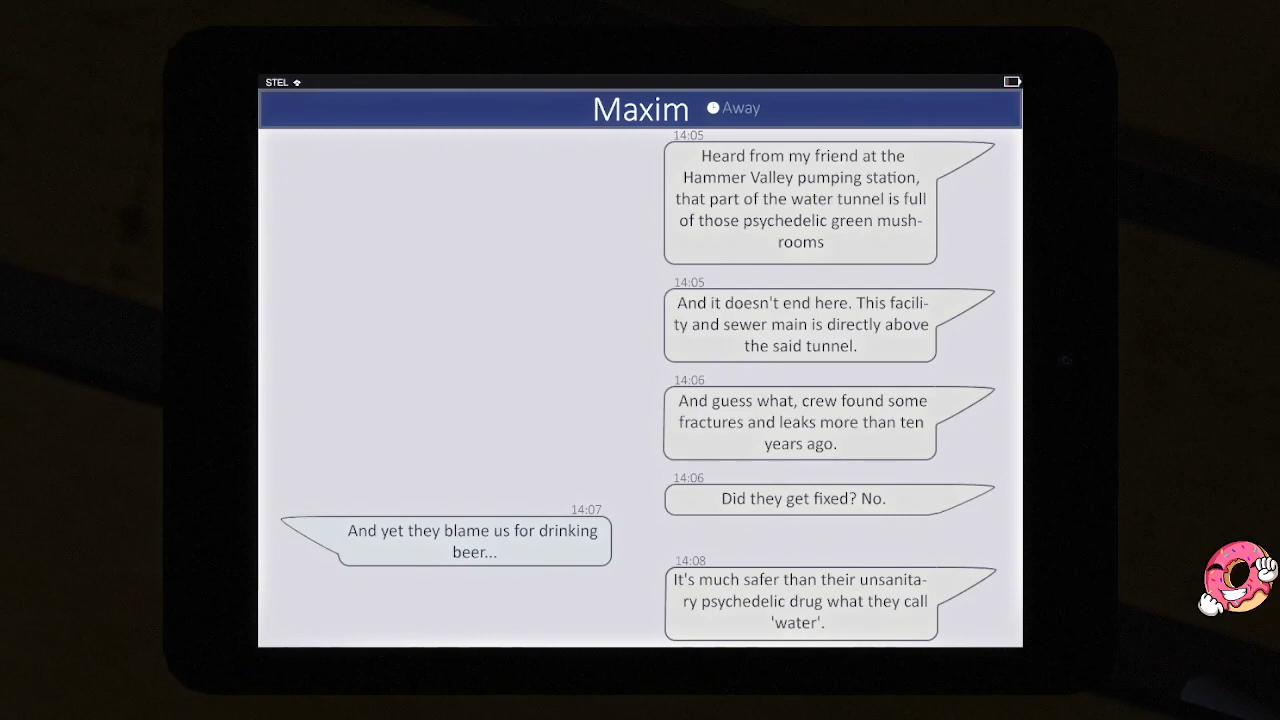 STEL
Maxim Away
14:05
Heard from my friend at the
Hammer Valley pumping station,
that part of the water tunnel is full
of those psychedelic green mush-
rooms
14:05
And it doesn't end here. This facili-
ty and sewer main is directly above
the said tunnel.
14:06
And guess what, crew found some
fractures and leaks more than ten
years ago.
14:06
Did they get fixed? No.
14:07
And yet they blame us for drinking
beer...
14:08
It's much safer than their unsanita-
ry psychedelic drug what they call
'water'.